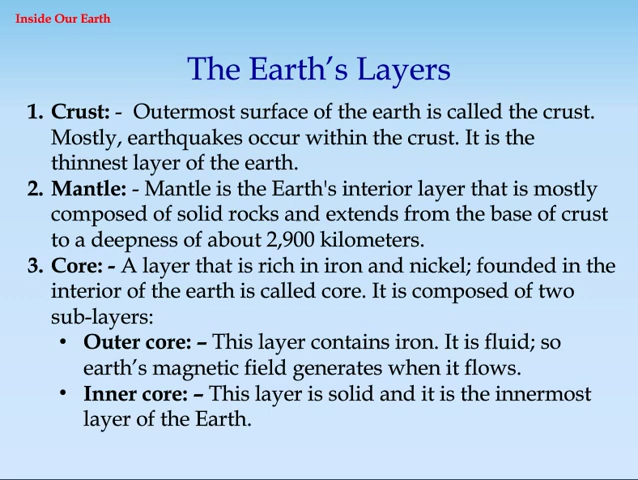 Inside Our Earth
The Earth’s Layers
1. Crust: -  Outermost surface of the earth is called the crust.
Mostly, earthquakes occur within the crust. It is the
thinnest layer of the earth.
2. Mantle: - Mantle is the Earth's interior layer that is mostly
composed of solid rocks and extends from the base of crust
to a deepness of about 2,900 kilometers.
3. Core: - A layer that is rich in iron and nickel; founded in the
interior of the earth is called core. It is composed of two
sub-layers:
• Outer core: – This layer contains iron. It is fluid; so
earth’s magnetic field generates when it flows.
• Inner core: – This layer is solid and it is the innermost
layer of the Earth.